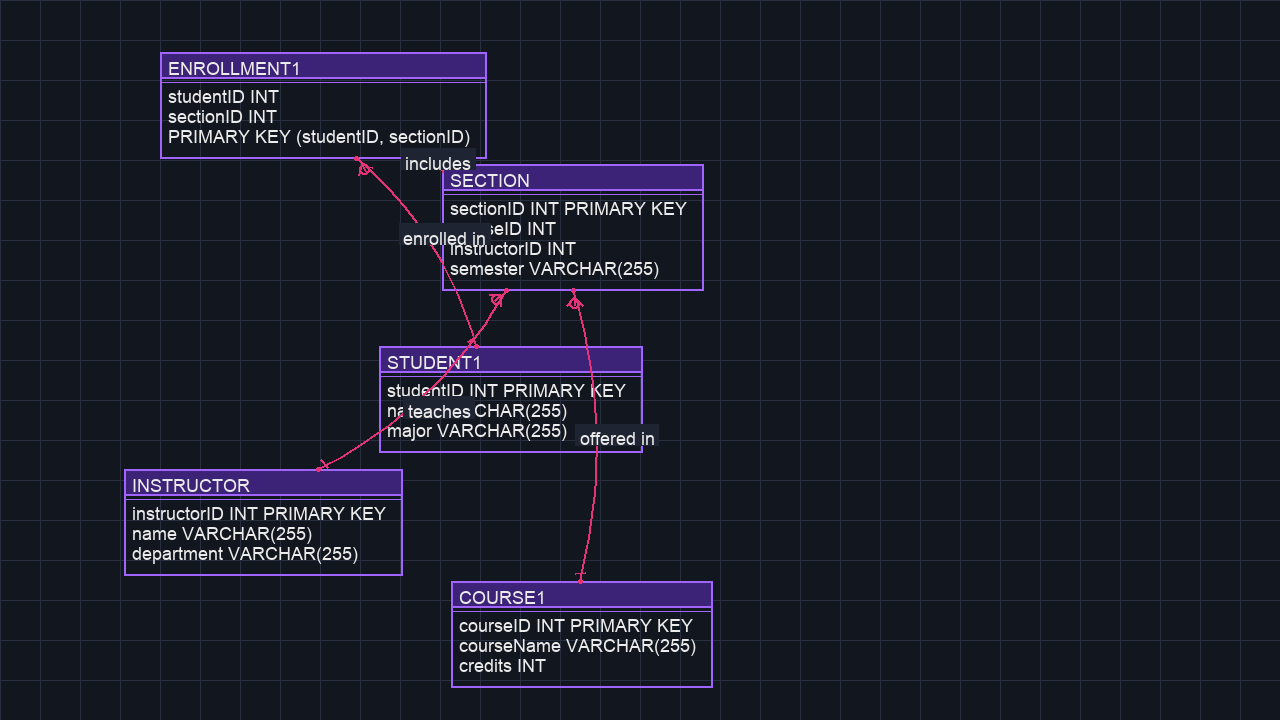 ENROLLMENT1
studentID INT
sectionID INT
PRIMARY KEY (studentID, sectionID)
includes
SECTION
sectionID INT PRIMARY KEY
seID INT
enrolled in
instructorID INT
semester VARCHAR(255)
STUDENT1
studentID INT PRIMARY KEY
na
CHAR(255)
teaches
major VARCHAR(255)
offered in
INSTRUCTOR
instructorID INT PRIMARY KEY
name VARCHAR(255)
department VARCHAR(255)
COURSE1
courseID INT PRIMARY KEY
courseName VARCHAR(255)
credits INT